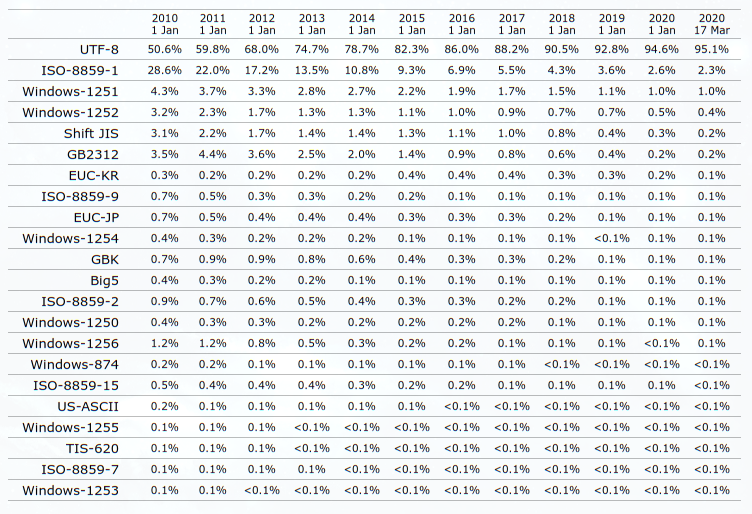 2010 2011 2012 2013 2014 2015 2016 2017 2018 2019 2020 2020
1 Jan 1 Jan 1 Jan 1 Jan 1 Jan 1 Jan 1 Jan 1 Jan 1 Jan 1 Jan 1 Jan 17 Mar
UTF-8 50.6% 59.8% 68.0% 74.7% 78.7% 82.3% 86.0% 88.2% 90.5% 92.8% 94.6% 95.1%
ISO-8859-1 28.6% 22.0% 17.2% 13.5% 10.8% 9.3% 6.9% 5.5% 4.3% 3.6% 2.6% 2.3%
Windows-1251 4.3% 3.7% 3.3% 2.8% 2.7% 2.2% 1.9% 1.7% 1.5% 1.1% 1.0% 1.0%
Windows-1252 3.2% 2.3% 1.7% 1.3% 1.3% 1.1% 1.0% 0.9% 0.7% 0.7% 0.5% 0.4%
Shift JIS 3.1% 2.2% 1.7% 1.4% 1.4% 1.3% 1.1% 1.0% 0.8% 0.4% 0.3% 0.2%
GB2312 3.5% 4.4% 3.6% 2.5% 2.0% 1.4% 0.9% 0.8% 0.6% 0.4% 0.2% 0.2%
EUC-KR 0.3% 0.2% 0.2% 0.2% 0.2% 0.4% 0.4% 0.4% 0.3% 0.3% 0.2% 0.1%
ISO-8859-9 0.7% 0.5% 0.3% 0.3% 0.2% 0.2% 0.1% 0.1% 0.1% 0.1% 0.1% 0.1%
EUC-JP 0.7% 0.5% 0.4% 0.4% 0.4% 0.3% 0.3% 0.3% 0.2% 0.1% 0.1% 0.1%
Windows-1254 0.4% 0.3% 0.2% 0.2% 0.2% 0.1% 0.1% 0.1% 0.1% <0.1% 0.1% 0.1%
GBK 0.7% 0.9% 0.9% 0.8% 0.6% 0.4% 0.3% 0.3% 0.2% 0.1% 0.1% 0.1%
Big5 0.4% 0.3% 0.2% 0.2% 0.1% 0.1% 0.1% 0.1% 0.1% 0.1% 0.1% 0.1%
ISO-8859-2 0.9% 0.7% 0.6% 0.5% 0.4% 0.3% 0.3% 0.2% 0.2% 0.1% 0.1% 0.1%
Windows-1250 0.4% 0.3% 0.3% 0.2% 0.2% 0.2% 0.2% 0.2% 0.1% 0.1% 0.1% 0.1%
Windows-1256 1.2% 1.2% 0.8% 0.5% 0.3% 0.2% 0.2% 0.1% 0.1% 0.1% <0.1% 0.1%
Windows-874 0.2% 0.2% 0.1% 0.1% 0.1% 0.1% 0.1% 0.1% <0.1% <0.1% <0.1% <0.1%
ISO-8859-15 0.5% 0.4% 0.4% 0.4% 0.3% 0.2% 0.2% 0.1% 0.1% 0.1% 0.1% <0.1%
US-ASCII 0.2% 0.1% 0.1% 0.1% 0.1% 0.1% <0.1% <0.1% <0.1% <0.1% <0.1% <0.1%
Windows-1255 0.1% 0.1% 0.1% <0.1% <0.1% <0.1% <0.1% <0.1% <0.1% <0.1% <0.1% <0.1%
TIS-620 0.1% 0.1% 0.1% <0.1% <0.1% <0.1% <0.1% <0.1% <0.1% <0.1% <0.1% <0.1%
ISO-8859-7 0.1% 0.1% 0.1% 0.1% <0.1% <0.1% <0.1% <0.1% <0.1% <0.1% <0.1% <0.1%
Windows-1253 0.1% 0.1% <0.1% <0.1% <0.1% <0.1% <0.1% <0.1% <0.1% <0.1% <0.1% <0.1%